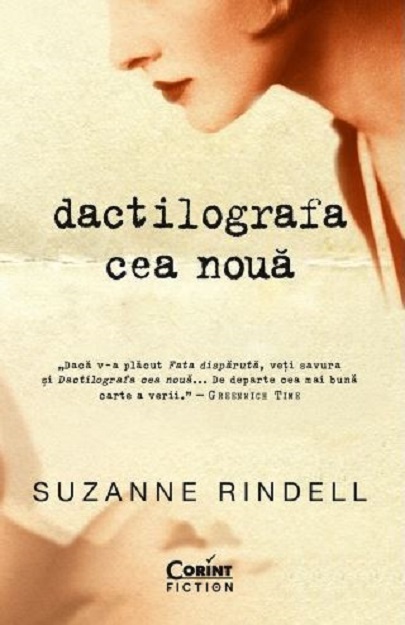 dactilografa
cea nouă
„Dacă v-a plăcut Fata dispărută, veți savura
și Dactilografa cea nouă... De departe cea mai bună
carte a verii.” — GREENWICH TIME
SUZANNE RINDELL
CORINT
FICTION